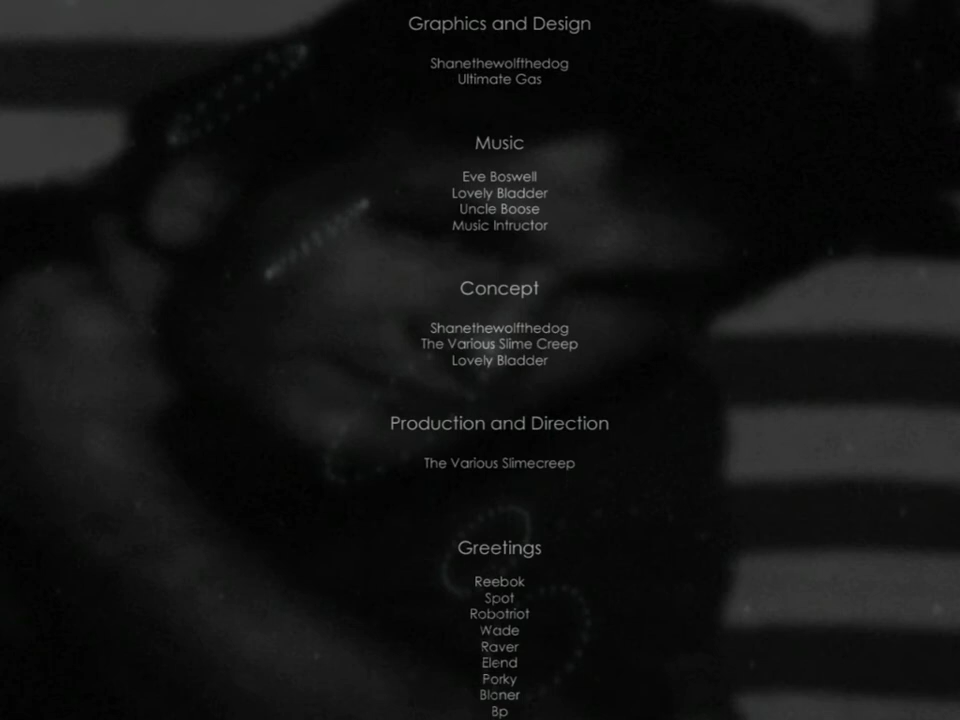 Graphics and Design
Shanethewolfthedog
Ultimate Gas
Music
Eve Boswell
Lovely Bladder
Uncle Boose
Music Intructor
Concept
Shanethewolfthedog
The Various Slime Creep
Lovely Bladder
Production and Direction
The Various Slimecreep
Greetings
Reebok
Spot
Robotriot
Wade
Raver
Elend
Porky
Blaner
Bp